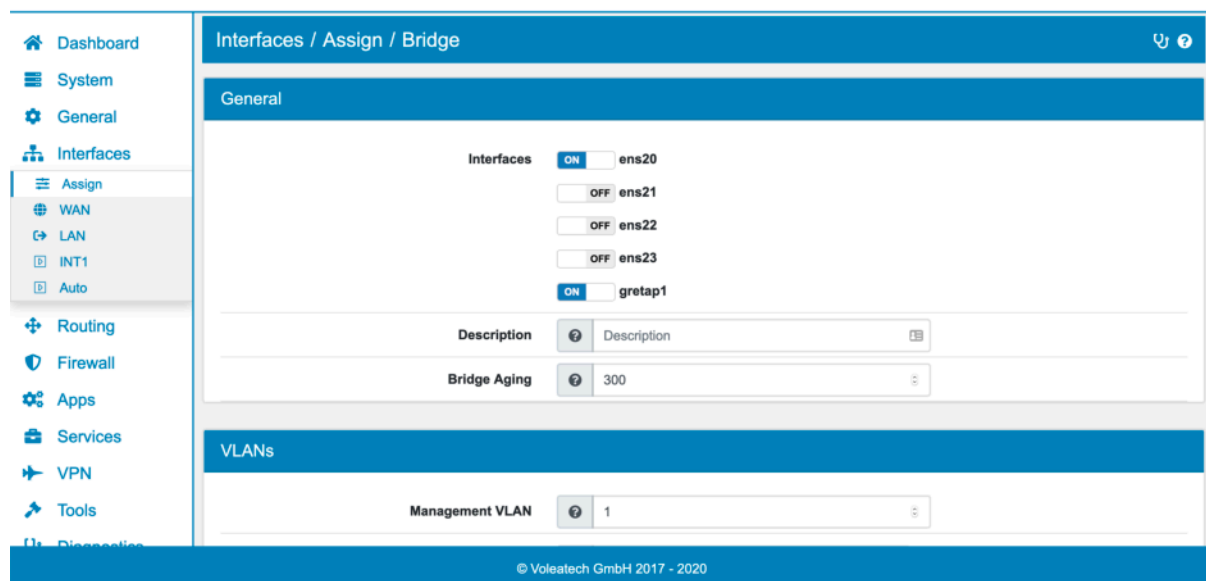 Dashboard
System
General
Interfaces
Assign
WAN
LAN
INT1
Auto
Routing
Firewall
Apps
Services
VPN
Tools
Diagnostics
Interfaces / Assign / Bridge
General
Interfaces ON ens20
OFF ens21
OFF ens22
OFF ens23
ON gretap1
Description Description
Bridge Aging 300
VLANs
Management VLAN 1
© Voleatech GmbH 2017 - 2020